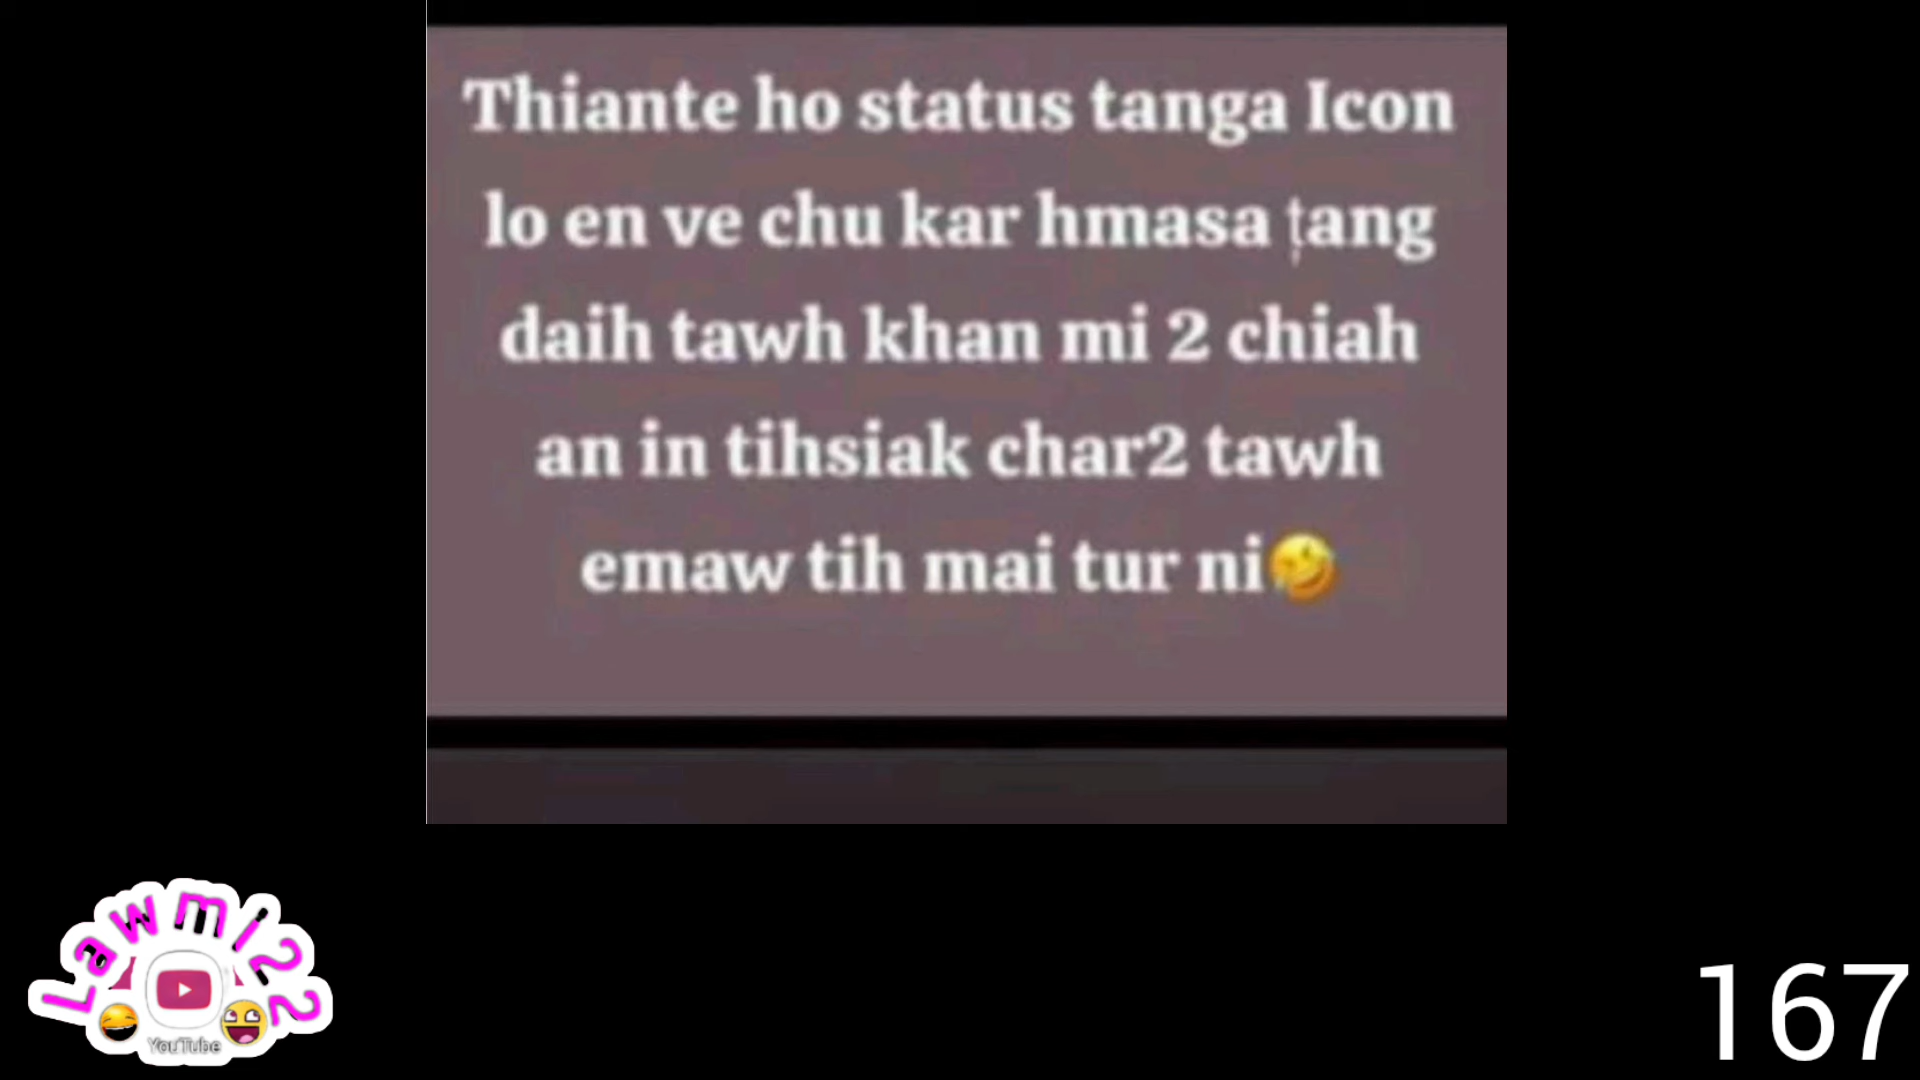 Thiante ho status tanga Icon
lo en ve chu kar hmasa ṭang
daih tawh khan mi 2 chiah
an in tihsiak char2 tawh
emaw tih mai tur ni🤣
Lawmi22
YouTube
167